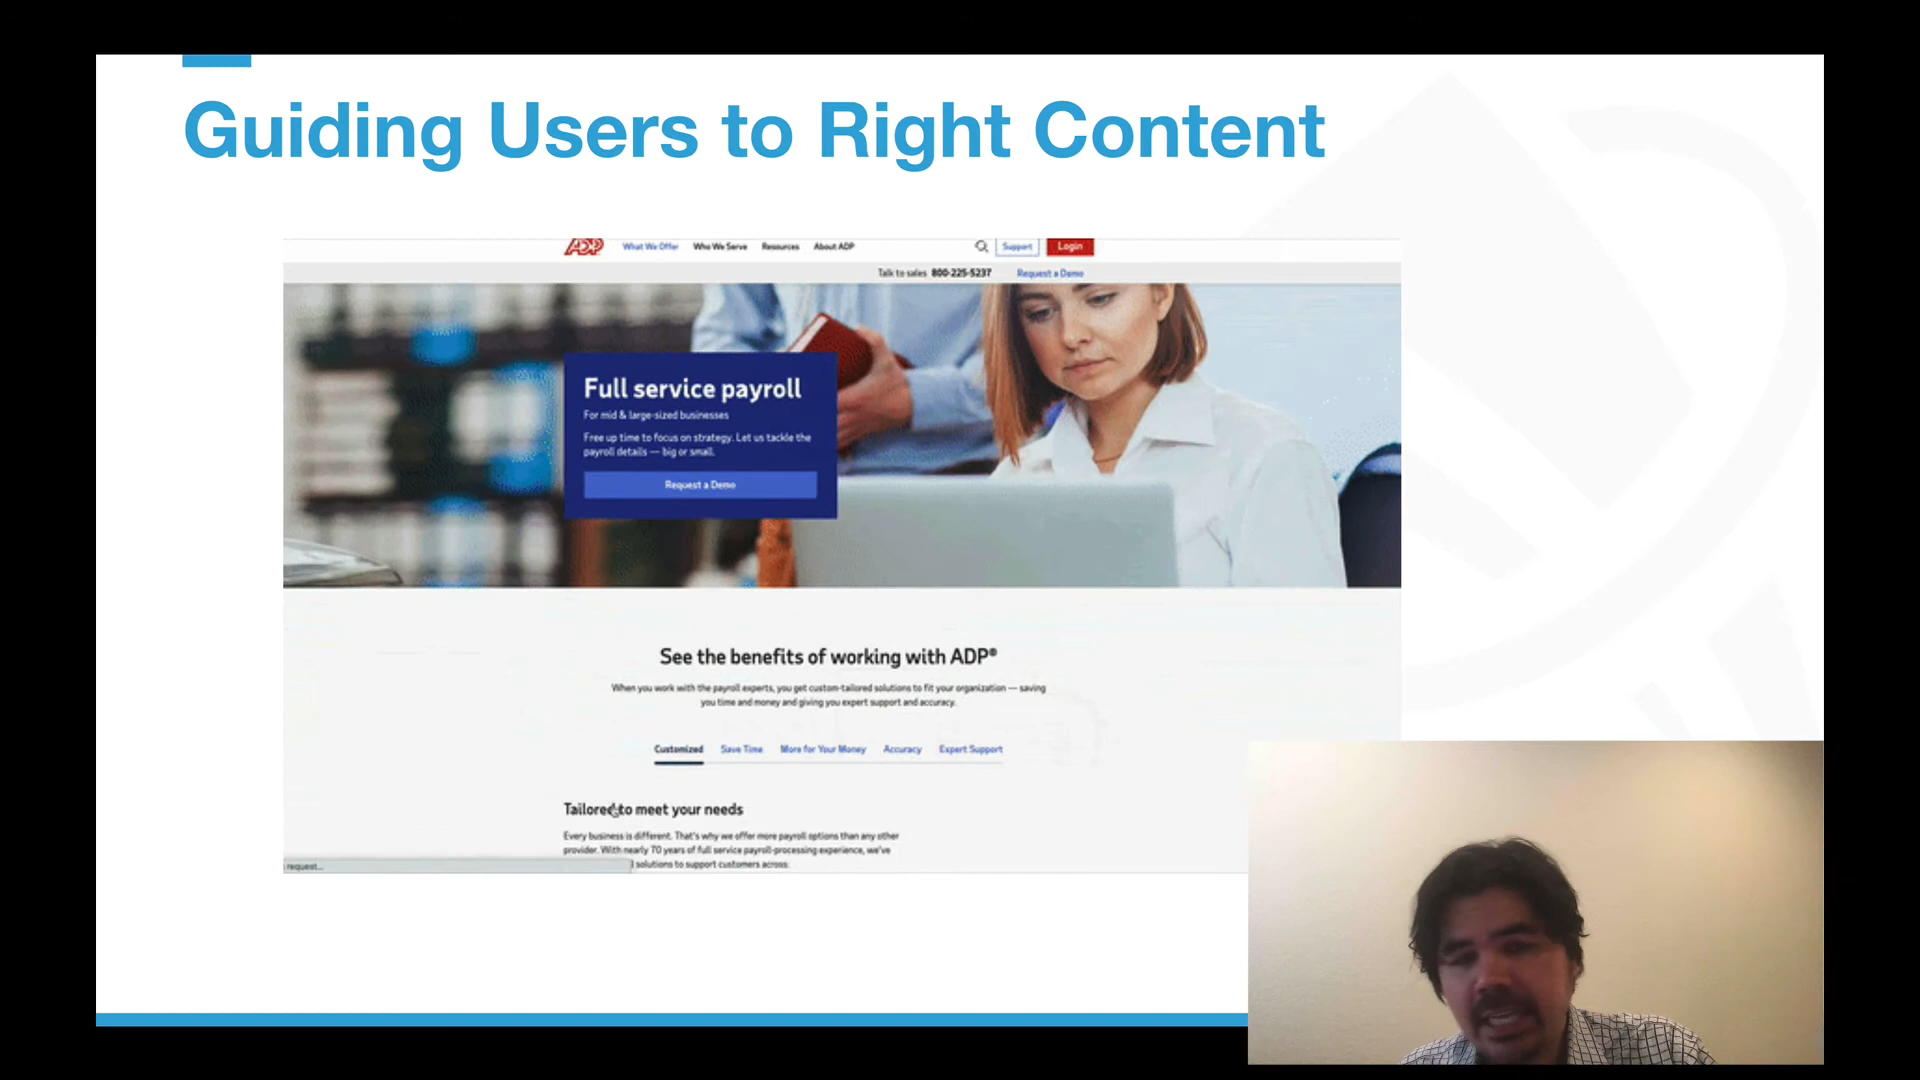 Guiding Users to Right Content
ADP
What We Offer Who We Serve Resources About ADP Support Login
Talk to sales 800-225-5237 Request a Demo
Full service payroll
For mid & large-sized businesses
Free up time to focus on strategy. Let us tackle the
payroll details — big or small.
Request a Demo
See the benefits of working with ADP®
When you work with the payroll experts, you get custom-tailored solutions to fit your organization — saving
you time and money and giving you expert support and accuracy.
Customized Save Time More for Your Money Accuracy Expert Support
Tailored to meet your needs
Every business is different. That's why we offer more payroll options than any other
provider. With nearly 70 years of full service payroll-processing experience, we've
solutions to support customers across:
request...